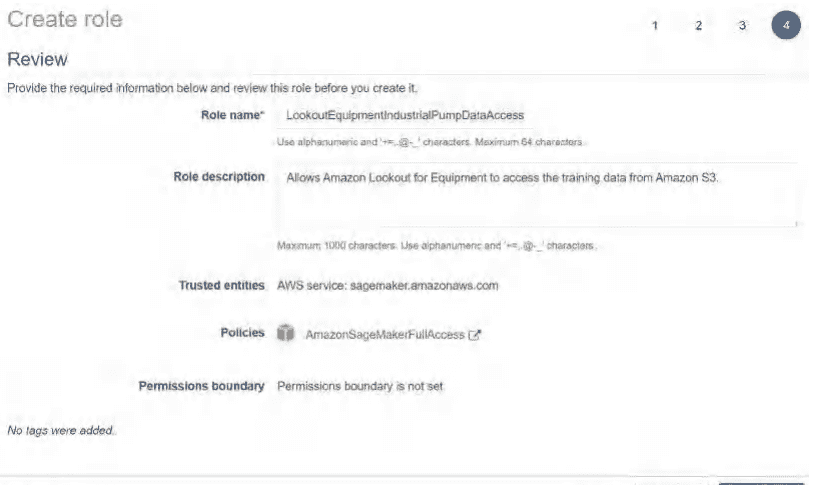 Create role
1 2 3 4
Review
Provide the required information below and review this role before you create it.
Role name* LookoutEquipmentIndustrialPumpDataAccess
Use alphanumeric and '+=,.@-_' characters. Maximum 64 characters.
Role description Allows Amazon Lookout for Equipment to access the training data from Amazon S3.
Maximum 1000 characters. Use alphanumeric and '+=,.@-_' characters.
Trusted entities AWS service: sagemaker.amazonaws.com
Policies AmazonSageMakerFullAccess
Permissions boundary Permissions boundary is not set
No tags were added.